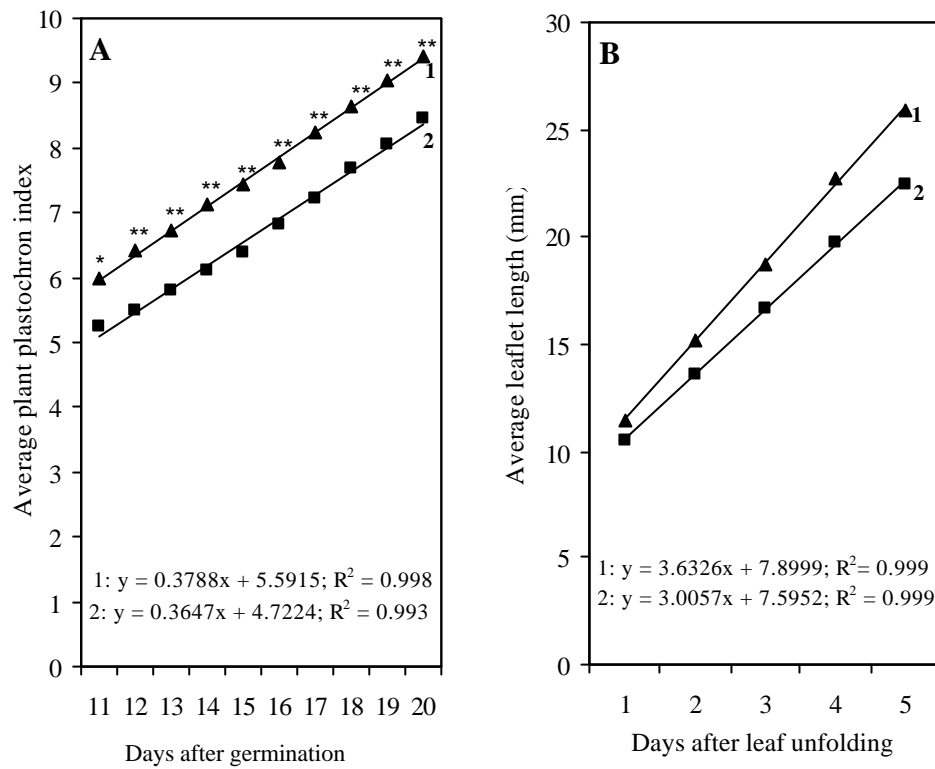 A
Average plant plastochron index
10
9
8
7
6
5
4
3
2
1
0
*
**
**
**
**
**
**
**
**
**
1
2
1: y = 0.3788x + 5.5915; R² = 0.998
2: y = 0.3647x + 4.7224; R² = 0.993
11 12 13 14 15 16 17 18 19 20
Days after germination
B
Average leaflet length (mm)
30
25
20
15
10
5
0
1
2
1: y = 3.6326x + 7.8999; R² = 0.999
2: y = 3.0057x + 7.5952; R² = 0.999
1 2 3 4 5
Days after leaf unfolding